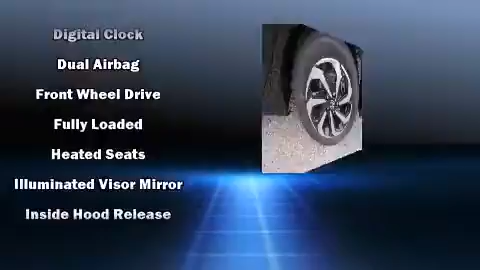 Digital Clock
Dual Airbag
Front Wheel Drive
Fully Loaded
Heated Seats
Illuminated Visor Mirror
Inside Hood Release